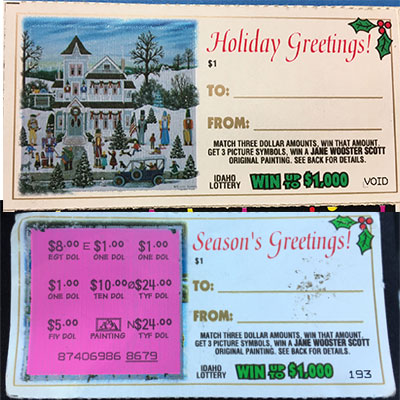 Holiday Greetings!
$1
TO:
FROM:
MATCH THREE DOLLAR AMOUNTS, WIN THAT AMOUNT.
GET 3 PICTURE SYMBOLS, WIN A JANE WOOSTER SCOTT
ORIGINAL PAINTING. SEE BACK FOR DETAILS.
IDAHO LOTTERY WIN UP TO $1,000 VOID
$8.00 E $1.00 $1.00
EGT DOL ONE DOL ONE DOL
$1.00 $10.00 @ $24.00
ONE DOL TEN DOL TYF DOL
$5.00 N $24.00
FIV DOL PAINTING TYF DOL
87406986 8679
Season's Greetings!
$1
TO:
FROM:
MATCH THREE DOLLAR AMOUNTS, WIN THAT AMOUNT.
GET 3 PICTURE SYMBOLS, WIN A JANE WOOSTER SCOTT
ORIGINAL PAINTING. SEE BACK FOR DETAILS.
IDAHO LOTTERY WIN UP TO $1,000 193